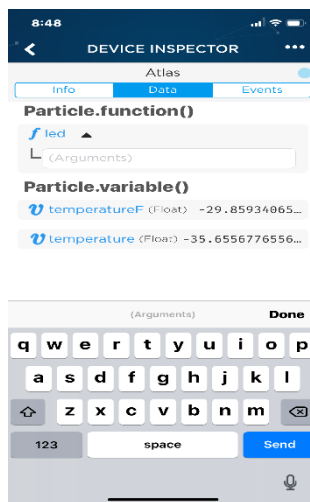 8:48
DEVICE INSPECTOR
Atlas
Info Data Events
Particle.function()
f led
(Arguments)
Particle.variable()
v temperatureF (Float) -29.85934065…
v temperature (Float) -35.6556776556…
(Arguments) Done
q w e r t y u i o p
a s d f g h j k l
z x c v b n m
123 space Send